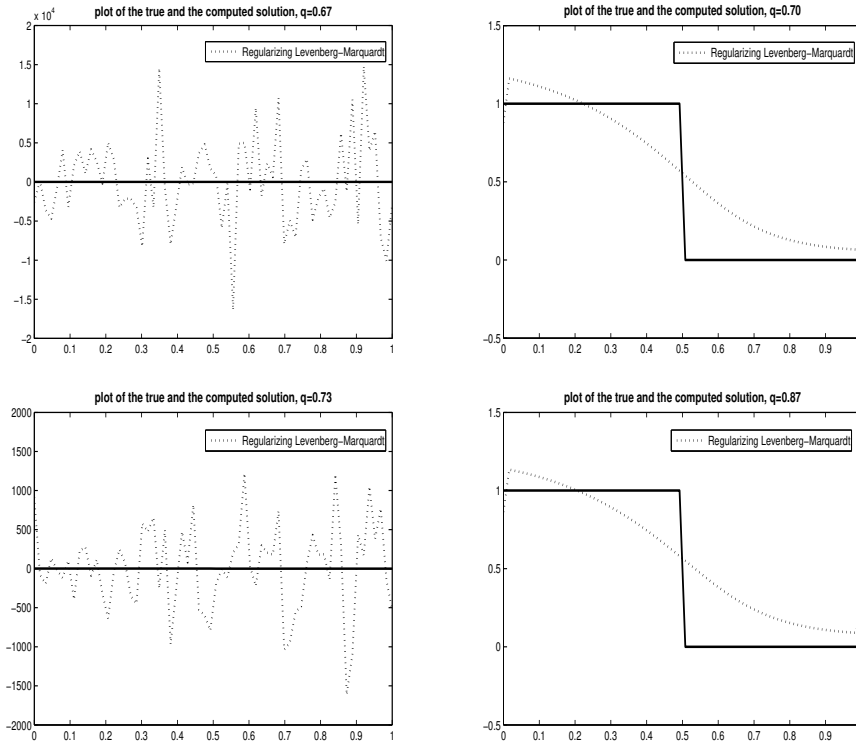 plot of the true and the computed solution, q=0.67
x 10⁴
2
1.5
1
0.5
0
−0.5
−1
−1.5
−2
0 0.1 0.2 0.3 0.4 0.5 0.6 0.7 0.8 0.9 1
Regularizing Levenberg−Marquardt
plot of the true and the computed solution, q=0.70
1.5
1
0.5
0
−0.5
0 0.1 0.2 0.3 0.4 0.5 0.6 0.7 0.8 0.9
Regularizing Levenberg−Marquardt
plot of the true and the computed solution, q=0.73
2000
1500
1000
500
0
−500
−1000
−1500
−2000
0 0.1 0.2 0.3 0.4 0.5 0.6 0.7 0.8 0.9 1
Regularizing Levenberg−Marquardt
plot of the true and the computed solution, q=0.87
1.5
1
0.5
0
−0.5
0 0.1 0.2 0.3 0.4 0.5 0.6 0.7 0.8 0.9
Regularizing Levenberg−Marquardt